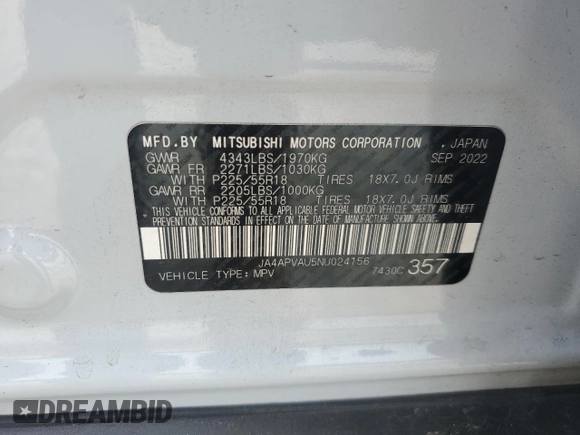 MFD.BY MITSUBISHI MOTORS CORPORATION . JAPAN
GVWR 4343LBS/1970KG SEP 2022
GAWR FR 2271LBS/1030KG
WITH P225/55R18 TIRES 18X7.0J RIMS
GAWR RR 2205LBS/1000KG
WITH P225/55R18 TIRES 18X7.0J RIMS
THIS VEHICLE CONFORMS TO ALL APPLICABLE FEDERAL MOTOR VEHICLE SAFETY, BUMPER AND THEFT
PREVENTION STANDARDS IN EFFECT ON THE DATE OF MANUFACTURE SHOWN ABOVE.
JA4APVAU5NU024156
VEHICLE TYPE: MPV 7430C 357
DREAMBID